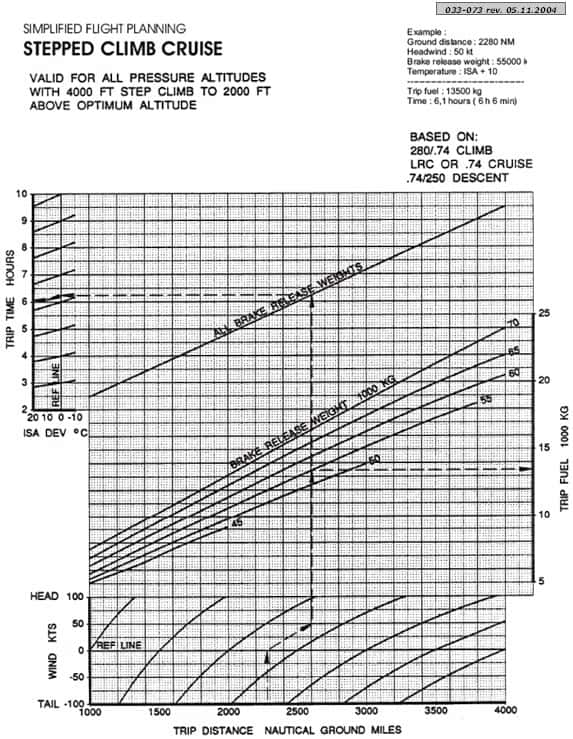 033-073 rev. 05.11.2004
SIMPLIFIED FLIGHT PLANNING
STEPPED CLIMB CRUISE
VALID FOR ALL PRESSURE ALTITUDES
WITH 4000 FT STEP CLIMB TO 2000 FT
ABOVE OPTIMUM ALTITUDE
Example :
Ground distance : 2280 NM
Headwind : 50 kt
Brake release weight : 55000 k
Temperature : ISA + 10
Trip fuel : 13500 kg
Time : 6,1 hours ( 6 h 6 min)
BASED ON:
280/.74 CLIMB
LRC OR .74 CRUISE
.74/250 DESCENT
TRIP TIME HOURS
10
9
8
7
6
5
4
3
2
REF LINE
20 10 0 -10
ISA DEV °C
ALL BRAKE RELEASE WEIGHTS
BRAKE RELEASE WEIGHT 1000 KG
70
65
60
55
50
45
25
20
15
10
5
TRIP FUEL 1000 KG
HEAD 100
50
0
-50
TAIL -100
WIND KTS
REF LINE
1000 1500 2000 2500 3000 3500 4000
TRIP DISTANCE NAUTICAL GROUND MILES